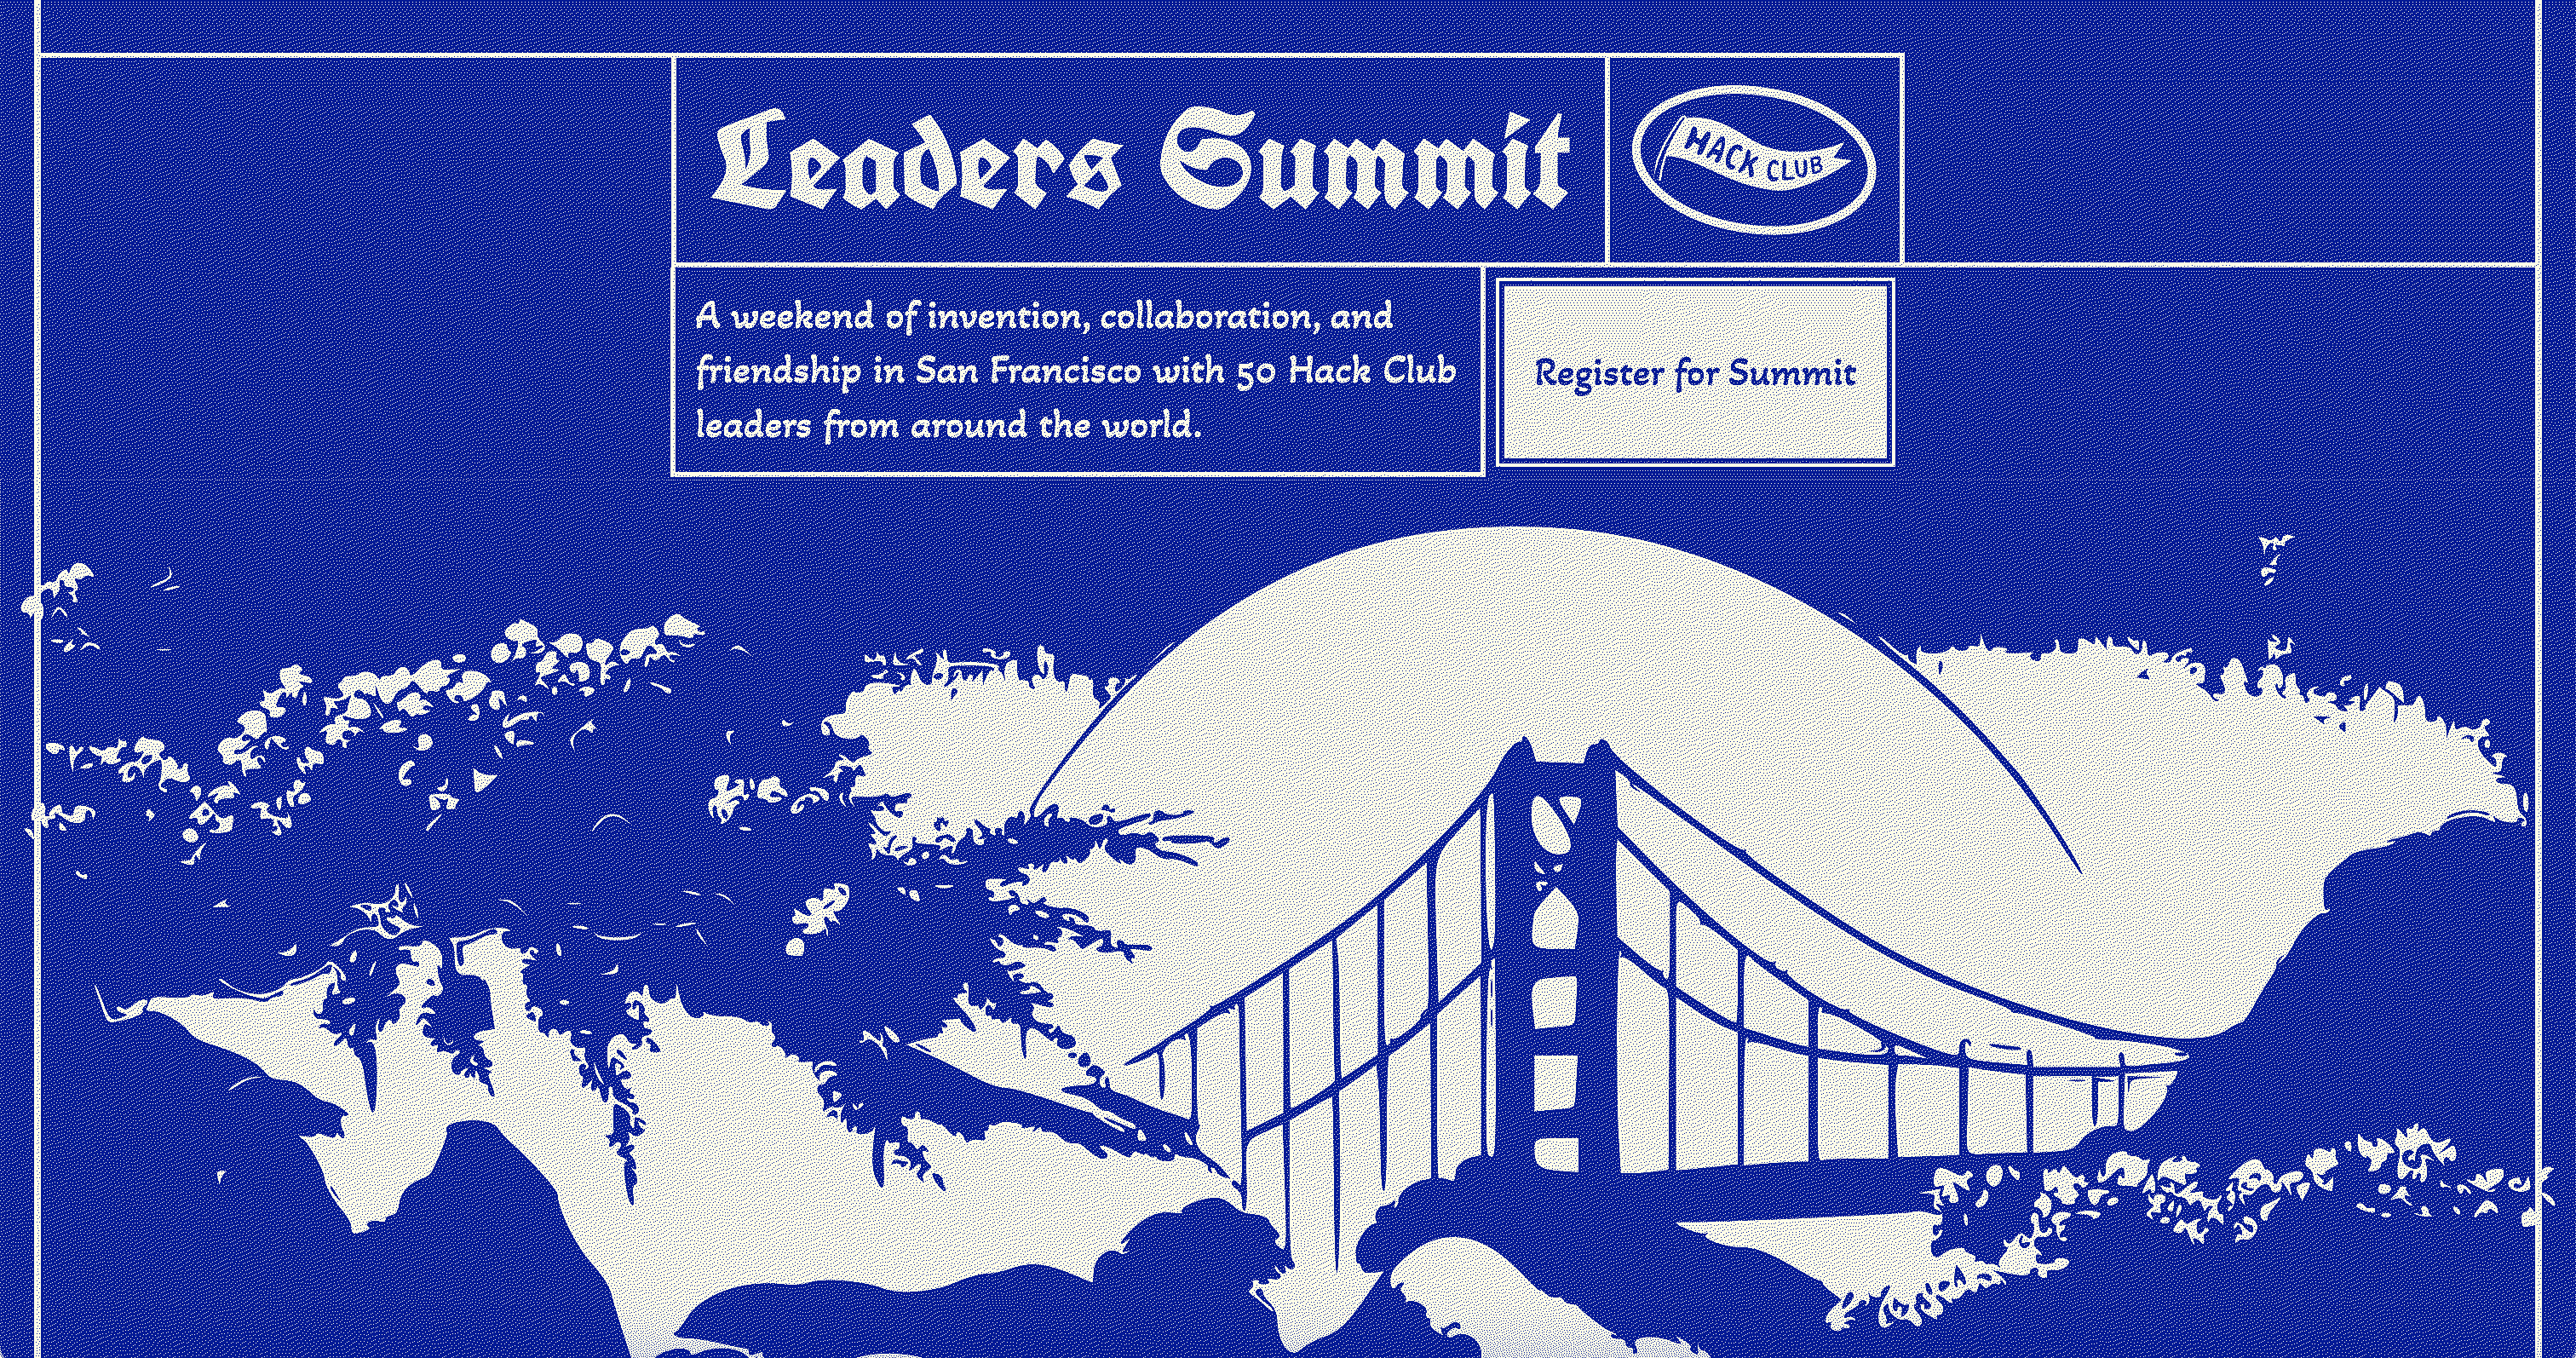 Leaders Summit
HACK CLUB
A weekend of invention, collaboration, and
friendship in San Francisco with 50 Hack Club
leaders from around the world.
Register for Summit